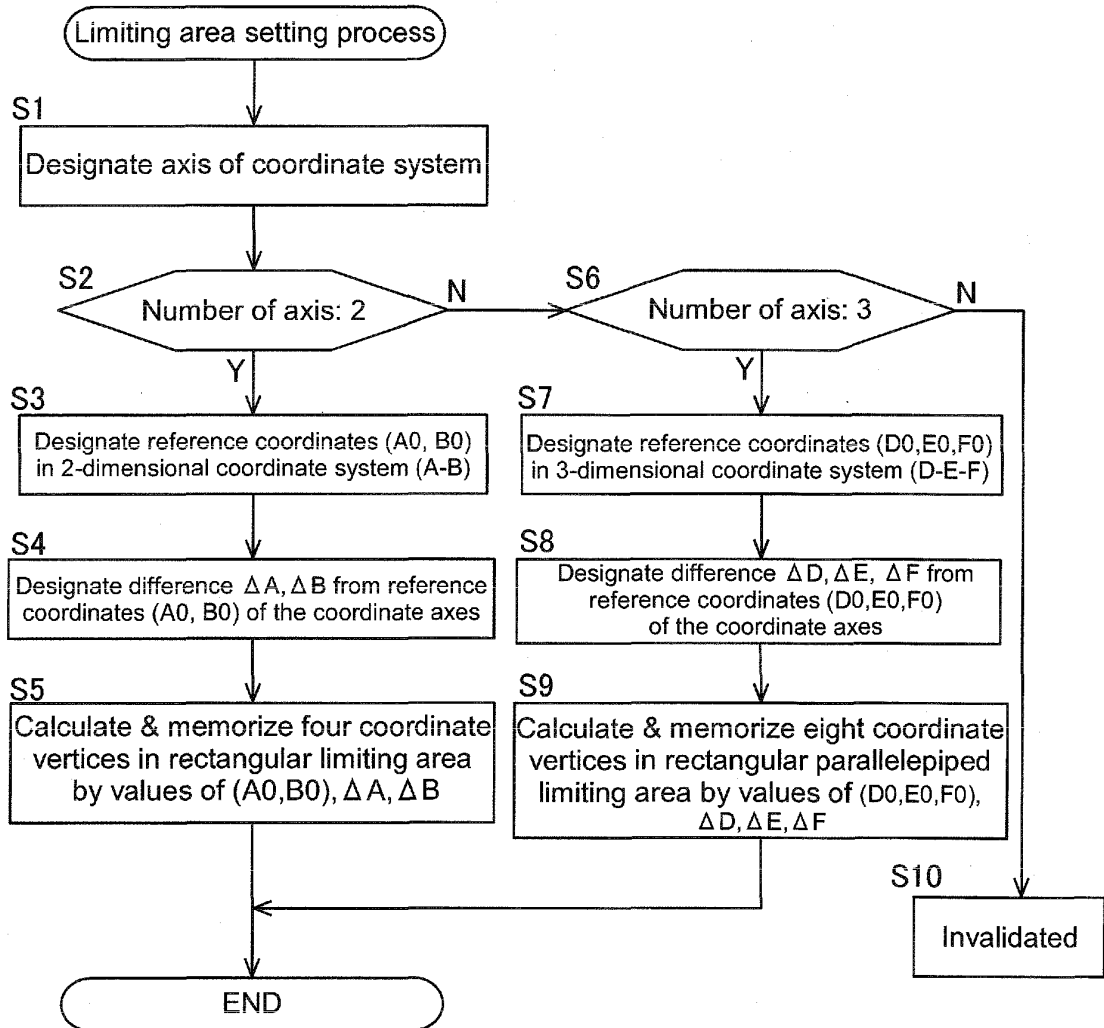 Limiting area setting process
S1
Designate axis of coordinate system
S2
Number of axis: 2
N
S6
Number of axis: 3
N
Y
Y
S3
Designate reference coordinates (A0, B0)
in 2-dimensional coordinate system (A-B)
S7
Designate reference coordinates (D0,E0,F0)
in 3-dimensional coordinate system (D-E-F)
S4
Designate difference ΔA, ΔB from reference
coordinates (A0, B0) of the coordinate axes
S8
Designate difference ΔD, ΔE, ΔF from
reference coordinates (D0,E0,F0)
of the coordinate axes
S5
Calculate & memorize four coordinate
vertices in rectangular limiting area
by values of (A0,B0), ΔA, ΔB
S9
Calculate & memorize eight coordinate
vertices in rectangular parallelepiped
limiting area by values of (D0,E0,F0),
ΔD, ΔE, ΔF
S10
Invalidated
END